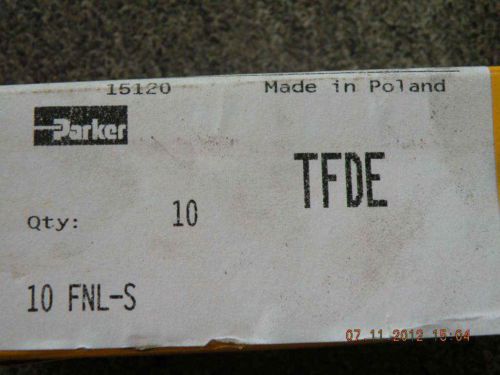 15120 Made in Poland
Parker
TFDE
Qty: 10
10 FNL-S
07.11.2012 15:04